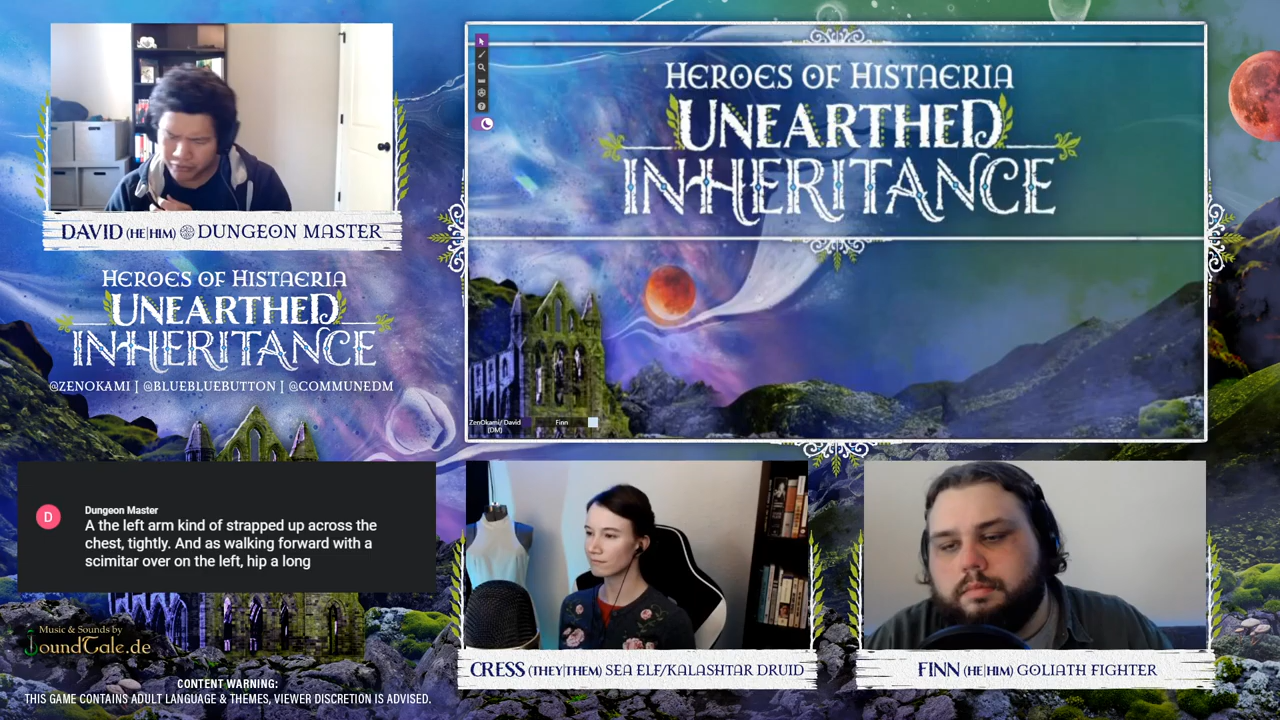 HEROES OF HISTAERIA
UNEARTHED
INHERITANCE
DAVID (HE|HIM) DUNGEON MASTER
HEROES OF HISTAERIA
UNEARTHED
INHERITANCE
@ZENOKAMI | @BLUEBLUEBUTTON | @COMMUNEDM
ZenOkami/ David
(DM)
Finn
D
Dungeon Master
A the left arm kind of strapped up across the
chest, tightly. And as walking forward with a
scimitar over on the left, hip a long
Music & Sounds by
SoundTale.de
CRESS (THEY|THEM) SEA ELF/KALASHTAR DRUID
FINN (HE|HIM) GOLIATH FIGHTER
CONTENT WARNING:
THIS GAME CONTAINS ADULT LANGUAGE & THEMES, VIEWER DISCRETION IS ADVISED.